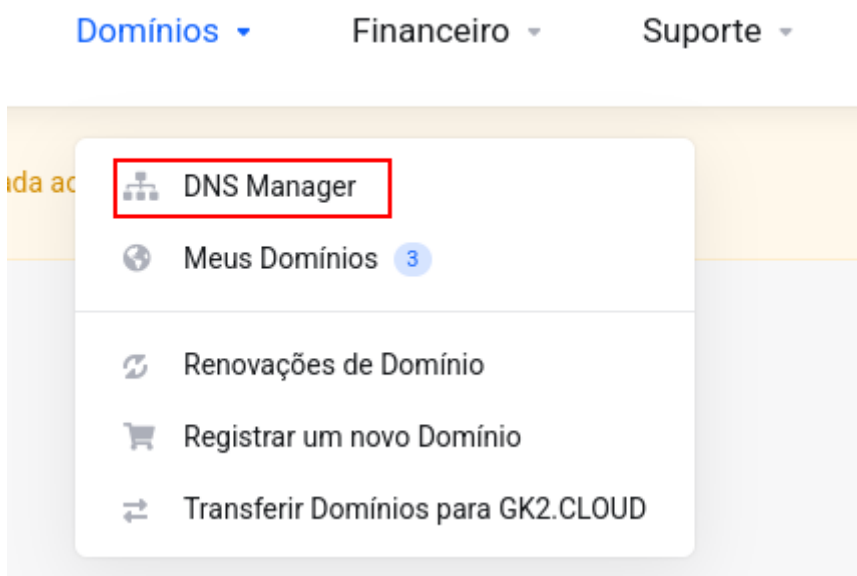 Domínios
Financeiro
Suporte
DNS Manager
Meus Domínios 3
Renovações de Domínio
Registrar um novo Domínio
Transferir Domínios para GK2.CLOUD